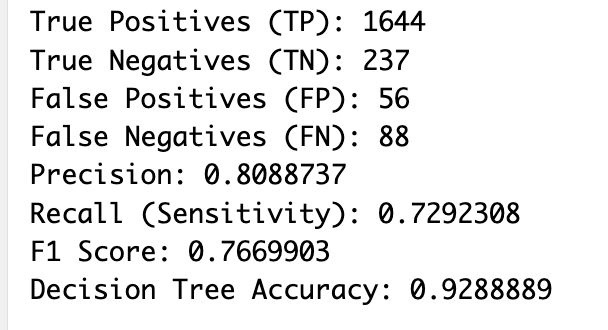 True Positives (TP): 1644
True Negatives (TN): 237
False Positives (FP): 56
False Negatives (FN): 88
Precision: 0.8088737
Recall (Sensitivity): 0.7292308
F1 Score: 0.7669903
Decision Tree Accuracy: 0.9288889